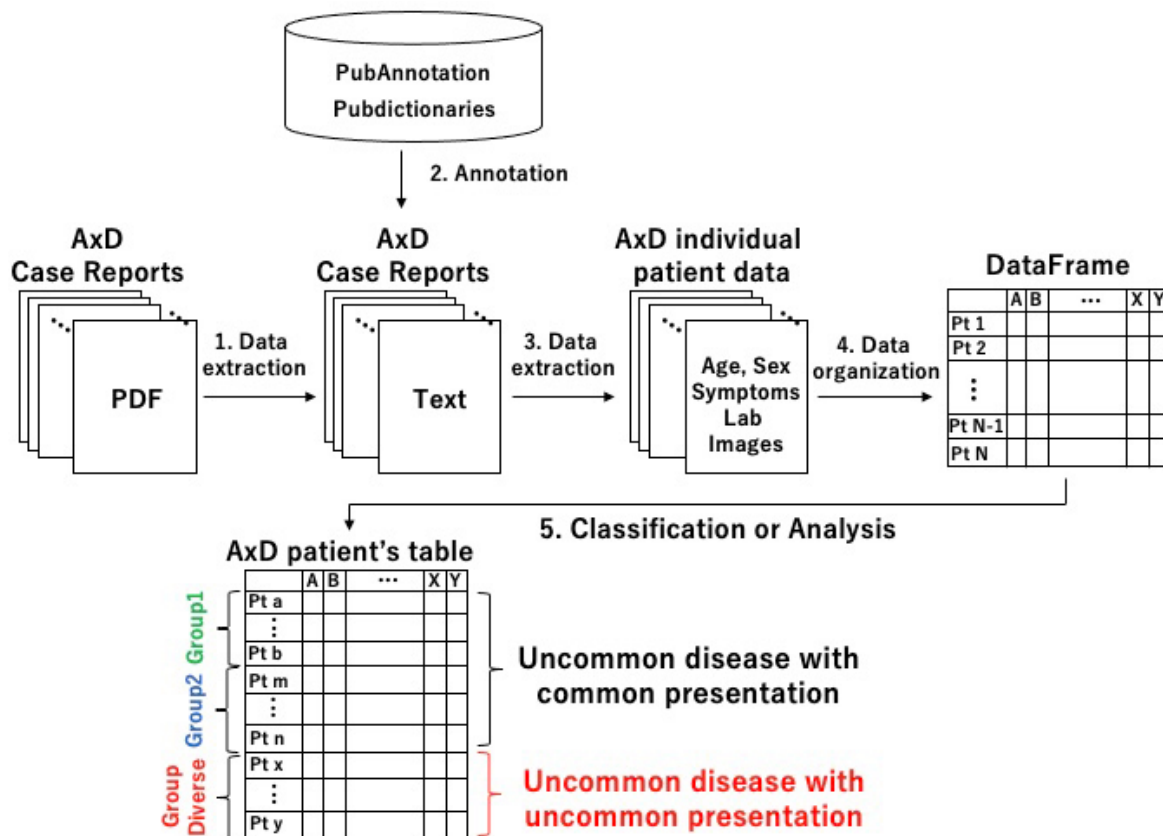 PubAnnotation
Pubdictionaries
2. Annotation
AxD
Case Reports
AxD
Case Reports
AxD individual
patient data
DataFrame
PDF
1. Data
extraction
Text
3. Data
extraction
Age, Sex
Symptoms
Lab
Images
4. Data
organization
A B ... X Y
Pt 1
Pt 2
⋮
Pt N-1
Pt N
5. Classification or Analysis
AxD patient's table
A B ... X Y
Group1
Pt a
⋮
Pt b
Group2
Pt m
⋮
Pt n
Uncommon disease with
common presentation
Group
Diverse
Pt x
⋮
Pt y
Uncommon disease with
uncommon presentation